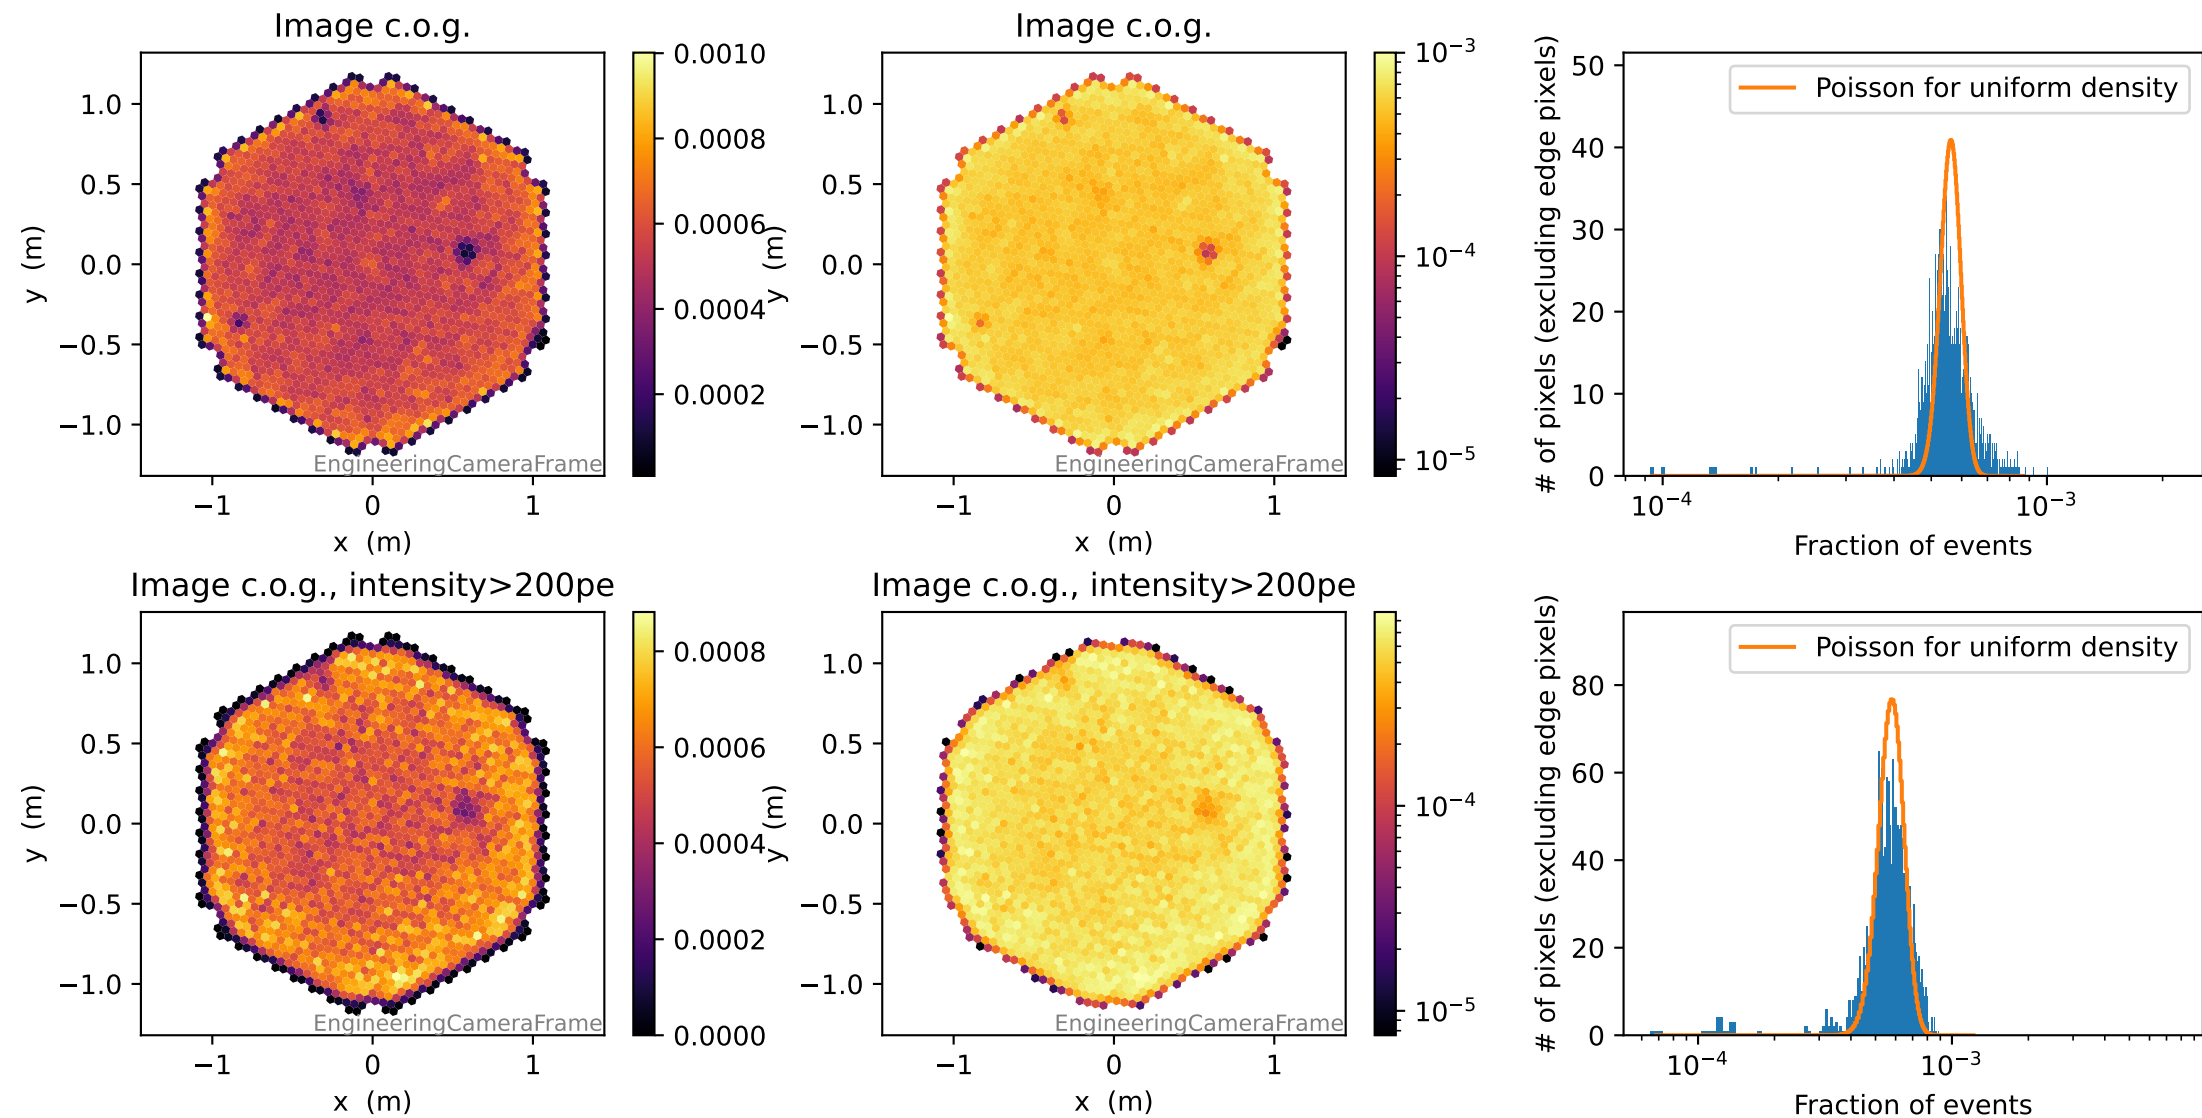 Image c.o.g.
y (m)
1.0
0.5
0.0
−0.5
−1.0
−1
0
1
x (m)
EngineeringCameraFrame
0.0010
0.0008
0.0006
0.0004
0.0002
Image c.o.g.
y (m)
1.0
0.5
0.0
−0.5
−1.0
−1
0
1
x (m)
EngineeringCameraFrame
10−3
10−4
10−5
# of pixels (excluding edge pixels)
50
40
30
20
10
0
Poisson for uniform density
10−4
10−3
Fraction of events
Image c.o.g., intensity>200pe
y (m)
1.0
0.5
0.0
−0.5
−1.0
−1
0
1
x (m)
EngineeringCameraFrame
0.0008
0.0006
0.0004
0.0002
0.0000
Image c.o.g., intensity>200pe
y (m)
1.0
0.5
0.0
−0.5
−1.0
−1
0
1
x (m)
EngineeringCameraFrame
10−4
10−5
# of pixels (excluding edge pixels)
80
60
40
20
0
Poisson for uniform density
10−4
10−3
Fraction of events